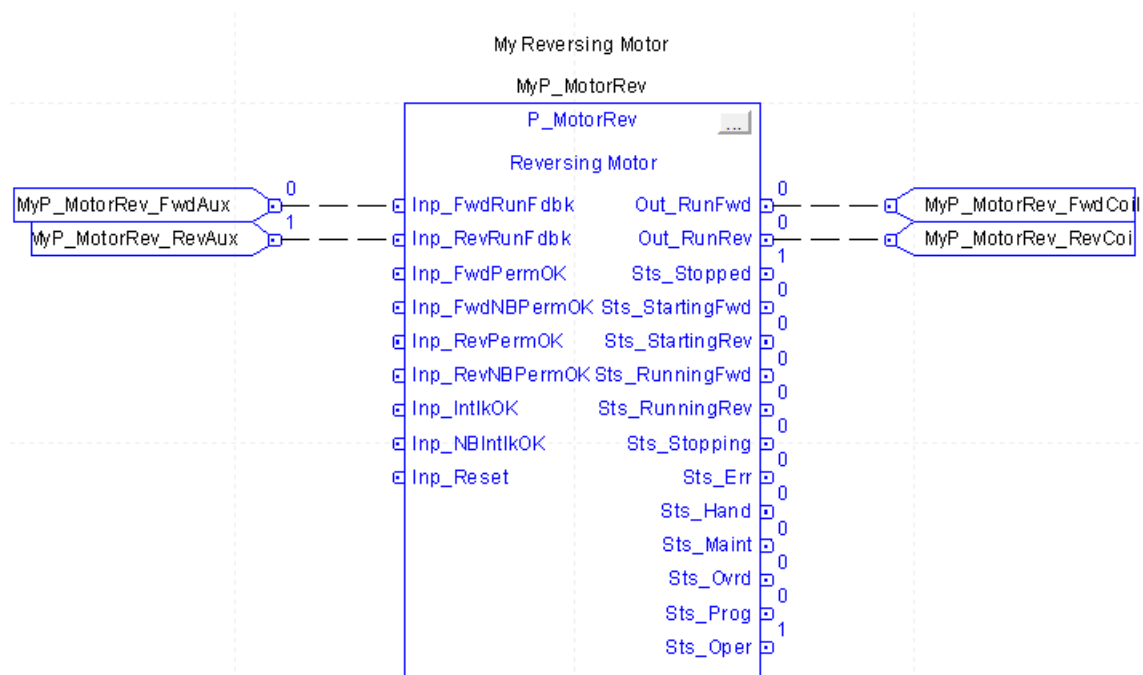 My Reversing Motor
MyP_MotorRev
P_MotorRev ...
Reversing Motor
0 0
MyP_MotorRev_FwdAux Inp_FwdRunFdbk Out_RunFwd MyP_MotorRev_FwdCoil
1 0
MyP_MotorRev_RevAux Inp_RevRunFdbk Out_RunRev MyP_MotorRev_RevCoi
1
Inp_FwdPermOK Sts_Stopped
0
Inp_FwdNBPermOK Sts_StartingFwd
0
Inp_RevPermOK Sts_StartingRev
0
Inp_RevNBPermOK Sts_RunningFwd
0
Inp_IntlkOK Sts_RunningRev
0
Inp_NBIntlkOK Sts_Stopping
0
Inp_Reset Sts_Err
0
Sts_Hand
0
Sts_Maint
0
Sts_Ovrd
0
Sts_Prog
1
Sts_Oper